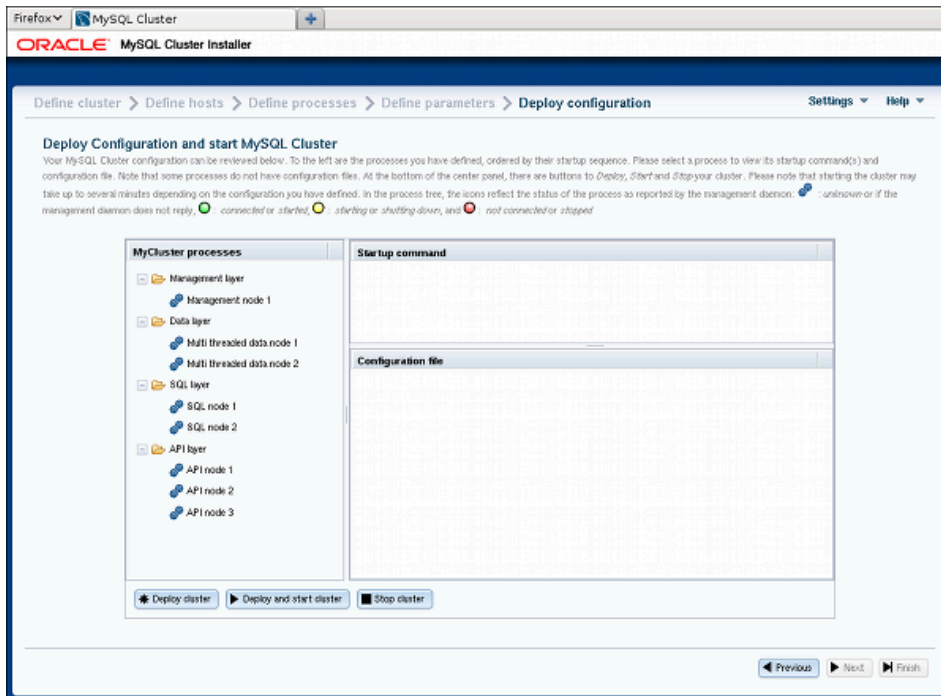 Firefox
MySQL Cluster
ORACLE MySQL Cluster Installer
Define cluster Define hosts Define processes Define parameters Deploy configuration Settings Help
Deploy Configuration and start MySQL Cluster
Your MySQL Cluster configuration can be reviewed below. To the left are the processes you have defined, ordered by their startup sequence. Please select a process to view its startup command(s) and
configuration file. Note that some processes do not have configuration files. At the bottom of the center panel, there are buttons to Deploy, Start and Stop your cluster. Please note that starting the cluster may
take up to several minutes depending on the configuration you have defined. In the process tree, the icons reflect the status of the process as reported by the management daemon: : unknown or if the
management daemon does not reply, : connected or started, : starting or shutting down, and : not connected or stopped
MyCluster processes
Startup command
Management layer
Management node 1
Data layer
Multi threaded data node 1
Multi threaded data node 2
Configuration file
SQL layer
SQL node 1
SQL node 2
API layer
API node 1
API node 2
API node 3
Deploy cluster Deploy and start cluster Stop cluster
Previous Next Finish